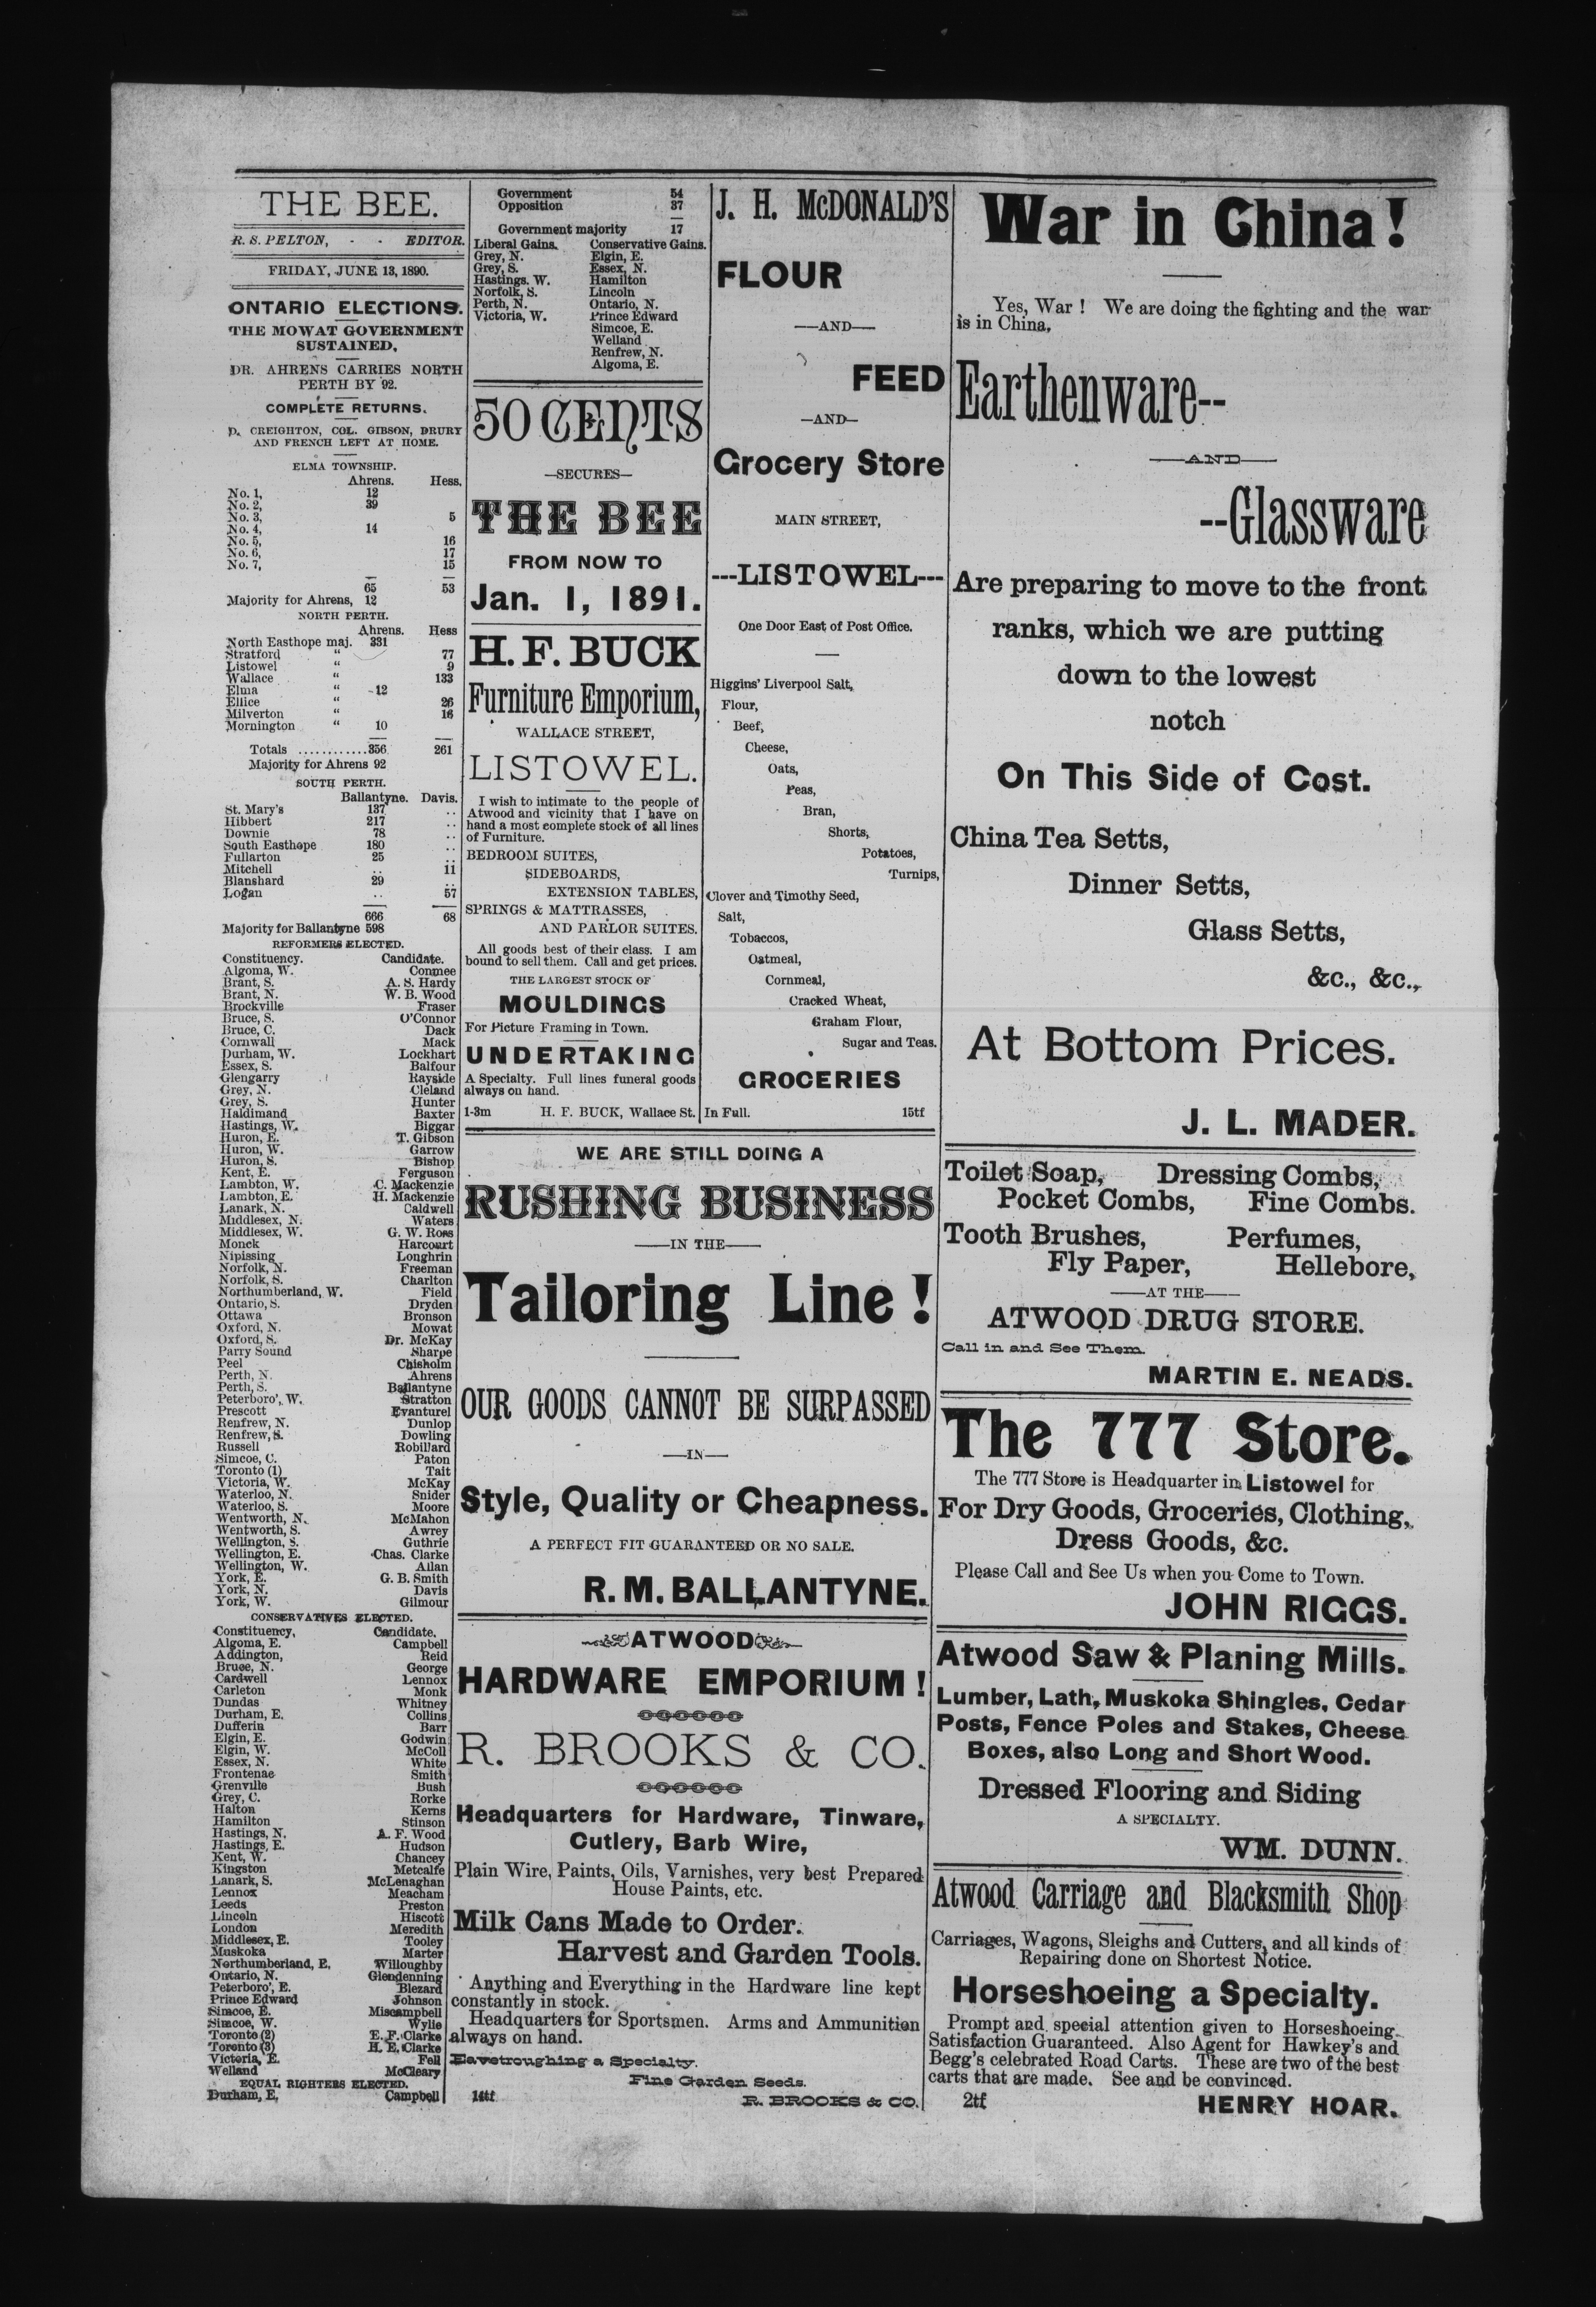 THE BEE.
R. S. PELTON, - - EDITOR.
FRIDAY, JUNE 13, 1890.
ONTARIO ELECTIONS.
THE MOWAT GOVERNMENT
SUSTAINED.
DR. AHRENS CARRIES NORTH
PERTH BY 92.
COMPLETE RETURNS.
D. CREIGHTON, COL. GIBSON, DRURY
AND FRENCH LEFT AT HOME.
ELMA TOWNSHIP.
Ahrens. Hess.
No. 1, 12
No. 2, 39
No. 3, 5
No. 4, 14
No. 5, 16
No. 6, 17
No. 7, 15
65 53
Majority for Ahrens, 12
NORTH PERTH.
Ahrens. Hess
North Easthope maj. 331
Stratford " 77
Listowel " 9
Wallace " 133
Elma " 12
Ellice " 26
Milverton " 16
Mornington " 10
Totals ............356 261
Majority for Ahrens 92
SOUTH PERTH.
Ballantyne. Davis.
St. Mary's 137 ..
Hibbert 217 ..
Downie 78 ..
South Easthope 180 ..
Fullarton 25 ..
Mitchell .. 11
Blanshard 29 ..
Logan .. 57
666 68
Majority for Ballantyne 598
REFORMERS ELECTED.
Constituency. Candidate.
Algoma, W. Conmee
Brant, S. A. S. Hardy
Brant, N. W. B. Wood
Brockville Fraser
Bruce, S. O'Connor
Bruce, C. Dack
Cornwall Mack
Durham, W. Lockhart
Essex, S. Balfour
Glengarry Rayside
Grey, N. Cleland
Grey, S. Hunter
Haldimand Baxter
Hastings, W. Biggar
Huron, E. T. Gibson
Huron, W. Garrow
Huron, S. Bishop
Kent, E. Ferguson
Lambton, W. C. Mackenzie
Lambton, E. H. Mackenzie
Lanark, N. Caldwell
Middlesex, N. Waters
Middlesex, W. G. W. Ross
Monck Harcourt
Nipissing Longhrin
Norfolk, N. Freeman
Norfolk, S. Charlton
Northumberland, W. Field
Ontario, S. Dryden
Ottawa Bronson
Oxford, N. Mowat
Oxford, S. Dr. McKay
Parry Sound Sharpe
Peel Chisholm
Perth, N. Ahrens
Perth, S. Ballantyne
Peterboro', W. Stratton
Prescott Evanturel
Renfrew, N. Dunlop
Renfrew, S. Dowling
Russell Robillard
Simcoe, C. Paton
Toronto (1) Tait
Victoria, W. McKay
Waterloo, N. Snider
Waterloo, S. Moore
Wentworth, N. McMahon
Wentworth, S. Awrey
Wellington, S. Guthrie
Wellington, E. Chas. Clarke
Wellington, W. Allan
York, E. G. B. Smith
York, N. Davis
York, W. Gilmour
CONSERVATIVES ELECTED.
Constituency, Candidate.
Algoma, E. Campbell
Addington, Reid
Bruce, N. George
Cardwell Lennox
Carleton Monk
Dundas Whitney
Durham, E. Collins
Dufferin Barr
Elgin, E. Godwin
Elgin, W. McColl
Essex, N. White
Frontenac Smith
Grenville Bush
Grey, C. Rorke
Halton Kerns
Hamilton Stinson
Hastings, N. A. F. Wood
Hastings, E. Hudson
Kent, W. Chancey
Kingston Metcalfe
Lanark, S. McLenaghan
Lennox Meacham
Leeds Preston
Lincoln Hiscott
London Meredith
Middlesex, E. Tooley
Muskoka Marter
Northumberland, E. Willoughby
Ontario, N. Glendenning
Peterboro', E. Blezard
Prince Edward Johnson
Simcoe, E. Miscampbell
Simcoe, W. Wylie
Toronto (2) E. F. Clarke
Toronto (3) H. E. Clarke
Victoria, E. Fell
Welland McCleary
EQUAL RIGHTERS ELECTED.
Durham, E, Campbell
Government 54
Opposition 37
Government majority 17
Liberal Gains. Conservative Gains.
Grey, N. Elgin, E.
Grey, S. Essex, N.
Hastings. W. Hamilton
Norfolk, S. Lincoln
Perth, N. Ontario, N.
Victoria, W. Prince Edward
Simcoe, E.
Welland
Renfrew, N.
Algoma, E.
50 CENTS
—SECURES—
THE BEE
FROM NOW TO
Jan. 1, 1891.
H. F. BUCK
Furniture Emporium,
WALLACE STREET,
LISTOWEL.
I wish to intimate to the people of
Atwood and vicinity that I have on
hand a most complete stock of all lines
of Furniture.
BEDROOM SUITES,
SIDEBOARDS,
EXTENSION TABLES,
SPRINGS & MATTRASSES,
AND PARLOR SUITES.
All goods best of their class. I am
bound to sell them. Call and get prices.
THE LARGEST STOCK OF
MOULDINGS
For Picture Framing in Town.
UNDERTAKING
A Specialty. Full lines funeral goods
always on hand.
1-3m H. F. BUCK, Wallace St.
J. H. McDONALD'S
FLOUR
—AND—
FEED
—AND—
Grocery Store
MAIN STREET,
---LISTOWEL---
One Door East of Post Office.
Higgins' Liverpool Salt,
Flour,
Beef,
Cheese,
Oats,
Peas,
Bran,
Shorts,
Potatoes,
Turnips,
Clover and Timothy Seed,
Salt,
Tobaccos,
Oatmeal,
Cornmeal,
Cracked Wheat,
Graham Flour,
Sugar and Teas.
GROCERIES
In Full. 15tf
WE ARE STILL DOING A
RUSHING BUSINESS
—IN THE—
Tailoring Line!
OUR GOODS CANNOT BE SURPASSED
—IN—
Style, Quality or Cheapness.
A PERFECT FIT GUARANTEED OR NO SALE.
R. M. BALLANTYNE.
ATWOOD
HARDWARE EMPORIUM!
R. BROOKS & CO.
Headquarters for Hardware, Tinware,
Cutlery, Barb Wire,
Plain Wire, Paints, Oils, Varnishes, very best Prepared
House Paints, etc.
Milk Cans Made to Order.
Harvest and Garden Tools.
Anything and Everything in the Hardware line kept
constantly in stock.
Headquarters for Sportsmen. Arms and Ammunition
always on hand.
Eavetroughing a Specialty.
Fine Garden Seeds.
14tf R. BROOKS & CO.
War in China!
Yes, War! We are doing the fighting and the war
is in China,
Earthenware--
—AND—
--Glassware
Are preparing to move to the front
ranks, which we are putting
down to the lowest
notch
On This Side of Cost.
China Tea Setts,
Dinner Setts,
Glass Setts,
&c., &c.,
At Bottom Prices.
J. L. MADER.
Toilet Soap, Dressing Combs,
Pocket Combs, Fine Combs.
Tooth Brushes, Perfumes,
Fly Paper, Hellebore,
—AT THE—
ATWOOD DRUG STORE.
Call in and See Them.
MARTIN E. NEADS.
The 777 Store.
The 777 Store is Headquarter in Listowel for
For Dry Goods, Groceries, Clothing,
Dress Goods, &c.
Please Call and See Us when you Come to Town.
JOHN RIGGS.
Atwood Saw & Planing Mills.
Lumber, Lath, Muskoka Shingles, Cedar
Posts, Fence Poles and Stakes, Cheese
Boxes, also Long and Short Wood.
Dressed Flooring and Siding
A SPECIALTY.
WM. DUNN.
Atwood Carriage and Blacksmith Shop
Carriages, Wagons, Sleighs and Cutters, and all kinds of
Repairing done on Shortest Notice.
Horseshoeing a Specialty.
Prompt and special attention given to Horseshoeing.
Satisfaction Guaranteed. Also Agent for Hawkey's and
Begg's celebrated Road Carts. These are two of the best
carts that are made. See and be convinced.
2tf HENRY HOAR.